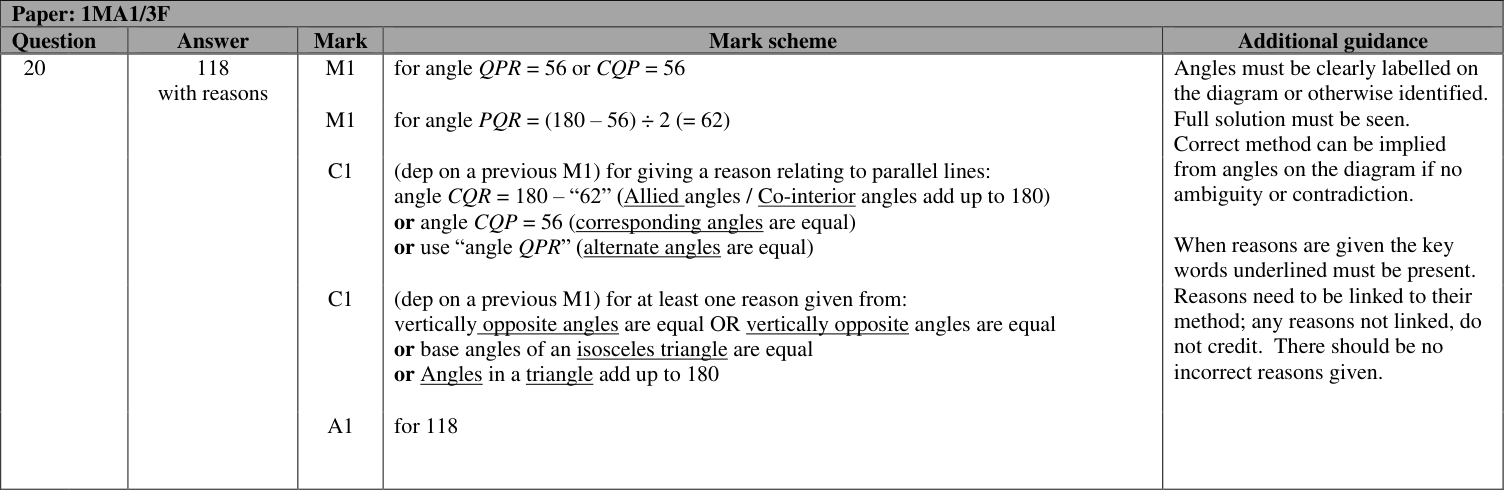 Paper: 1MA1/3F
Question Answer Mark Mark scheme Additional guidance
20 118 M1 for angle QPR = 56 or CQP = 56 Angles must be clearly labelled on
with reasons the diagram or otherwise identified.
M1 for angle PQR = (180 – 56) ÷ 2 (= 62) Full solution must be seen.
Correct method can be implied
C1 (dep on a previous M1) for giving a reason relating to parallel lines: from angles on the diagram if no
angle CQR = 180 – “62” (Allied angles / Co-interior angles add up to 180) ambiguity or contradiction.
or angle CQP = 56 (corresponding angles are equal)
or use “angle QPR” (alternate angles are equal) When reasons are given the key
words underlined must be present.
C1 (dep on a previous M1) for at least one reason given from: Reasons need to be linked to their
vertically opposite angles are equal OR vertically opposite angles are equal method; any reasons not linked, do
or base angles of an isosceles triangle are equal not credit. There should be no
or Angles in a triangle add up to 180 incorrect reasons given.
A1 for 118